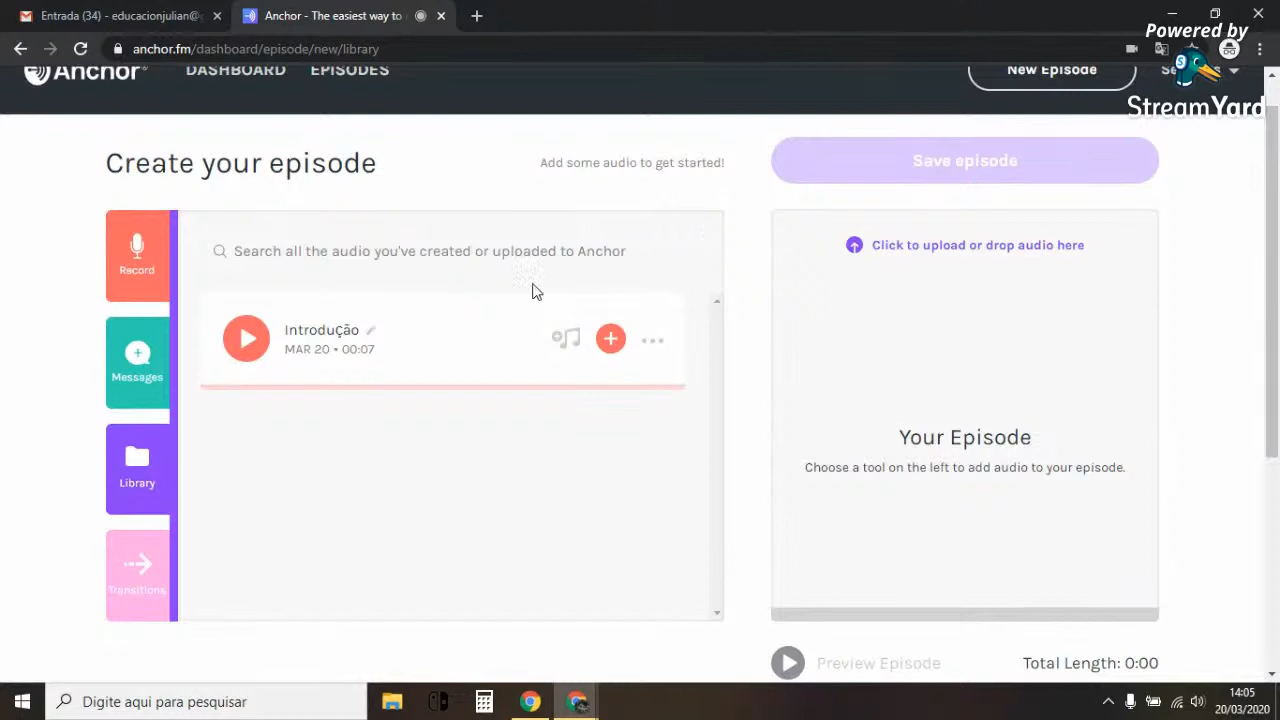 Entrada (34) - educacionjulian@
Anchor - The easiest way to
Powered by
StreamYard
anchor.fm/dashboard/episode/new/library
Anchor
DASHBOARD
EPISODES
New Episode
Create your episode
Add some audio to get started!
Save episode
Record
Search all the audio you've created or uploaded to Anchor
Click to upload or drop audio here
Introdução
MAR 20 • 00:07
Messages
Your Episode
Choose a tool on the left to add audio to your episode.
Library
Transitions
Preview Episode
Total Length: 0:00
Digite aqui para pesquisar
14:05
20/03/2020